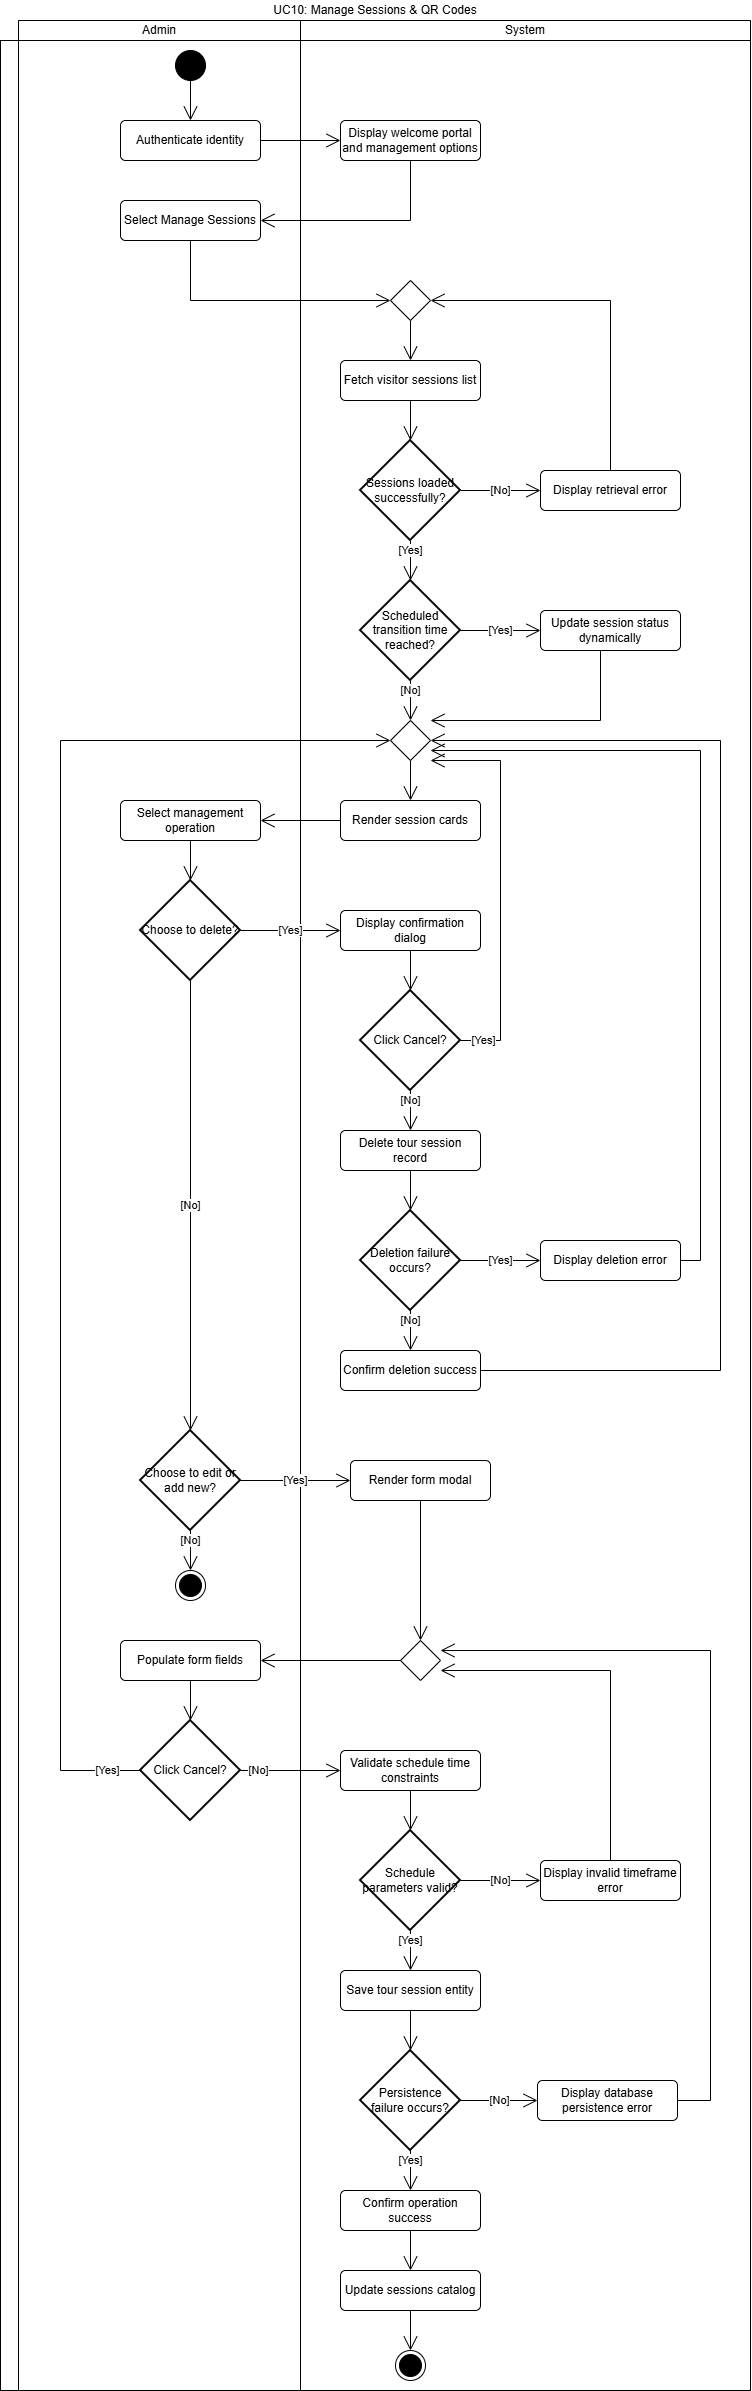 UC10: Manage Sessions & QR Codes
Admin
System
Authenticate identity
Display welcome portal
and management options
Select Manage Sessions
Fetch visitor sessions list
Sessions loaded
successfully?
[No]
Display retrieval error
[Yes]
Scheduled
transition time
reached?
[Yes]
Update session status
dynamically
[No]
Select management
operation
Render session cards
Choose to delete?
[Yes]
Display confirmation
dialog
Click Cancel?
[Yes]
[No]
Delete tour session
record
[No]
Deletion failure
occurs?
[Yes]
Display deletion error
[No]
Confirm deletion success
Choose to edit or
add new?
[Yes]
Render form modal
[No]
Populate form fields
[Yes]
Click Cancel?
[No]
Validate schedule time
constraints
Schedule
parameters valid?
[No]
Display invalid timeframe
error
[Yes]
Save tour session entity
Persistence
failure occurs?
[No]
Display database
persistence error
[Yes]
Confirm operation
success
Update sessions catalog